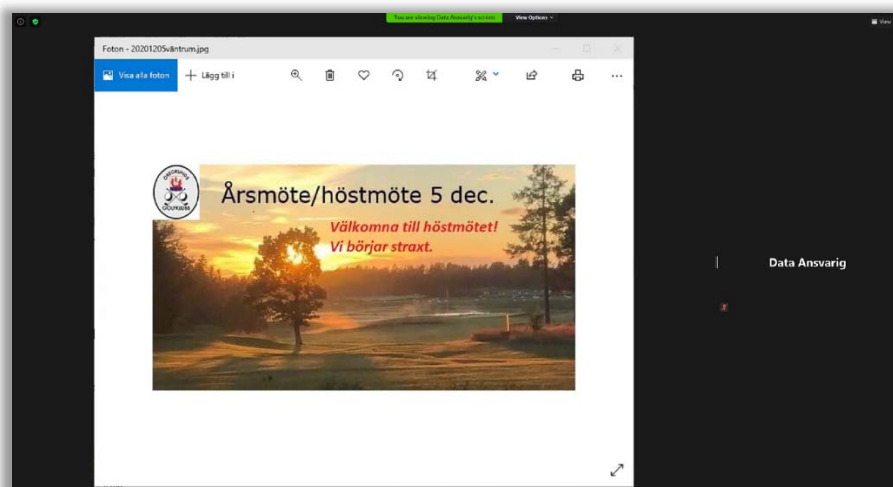 You are viewing Data Ansvarig's screen
View Options
View
Foton - 20201205väntrum.jpg
Visa alla foton
Lägg till i
Årsmöte/höstmöte 5 dec.
Välkomna till höstmötet!
Vi börjar straxt.
Data Ansvarig